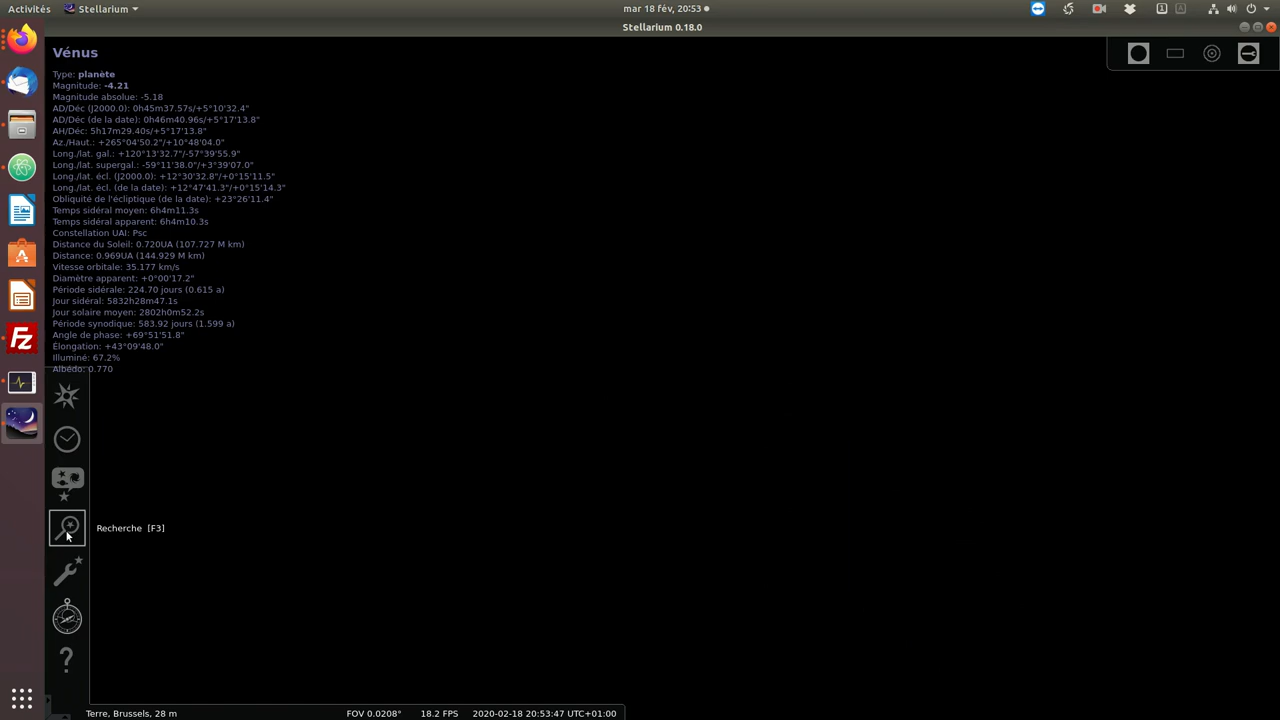 Activités
Stellarium
mar 18 fév, 20:53
1
A
Stellarium 0.18.0
Vénus
Type: planète
Magnitude: -4.21
Magnitude absolue: -5.18
AD/Déc (J2000.0): 0h45m37.57s/+5°10'32.4"
AD/Déc (de la date): 0h46m40.96s/+5°17'13.8"
AH/Déc: 5h17m29.40s/+5°17'13.8"
Az./Haut.: +265°04'50.2"/+10°48'04.0"
Long./lat. gal.: +120°13'32.7"/-57°39'55.9"
Long./lat. supergal.: -59°11'38.0"/+3°39'07.0"
Long./lat. écl. (J2000.0): +12°30'32.8"/+0°15'11.5"
Long./lat. écl. (de la date): +12°47'41.3"/+0°15'14.3"
Obliquité de l'écliptique (de la date): +23°26'11.4"
Temps sidéral moyen: 6h4m11.3s
Temps sidéral apparent: 6h4m10.3s
Constellation UAI: Psc
Distance du Soleil: 0.720UA (107.727 M km)
Distance: 0.969UA (144.929 M km)
Vitesse orbitale: 35.177 km/s
Diamètre apparent: +0°00'17.2"
Période sidérale: 224.70 jours (0.615 a)
Jour sidéral: 5832h28m47.1s
Jour solaire moyen: 2802h0m52.2s
Période synodique: 583.92 jours (1.599 a)
Angle de phase: +69°51'51.8"
Élongation: +43°09'48.0"
Illuminé: 67.2%
Albédo: 0.770
Recherche [F3]
Terre, Brussels, 28 m
FOV 0.0208°
18.2 FPS
2020-02-18 20:53:47 UTC+01:00